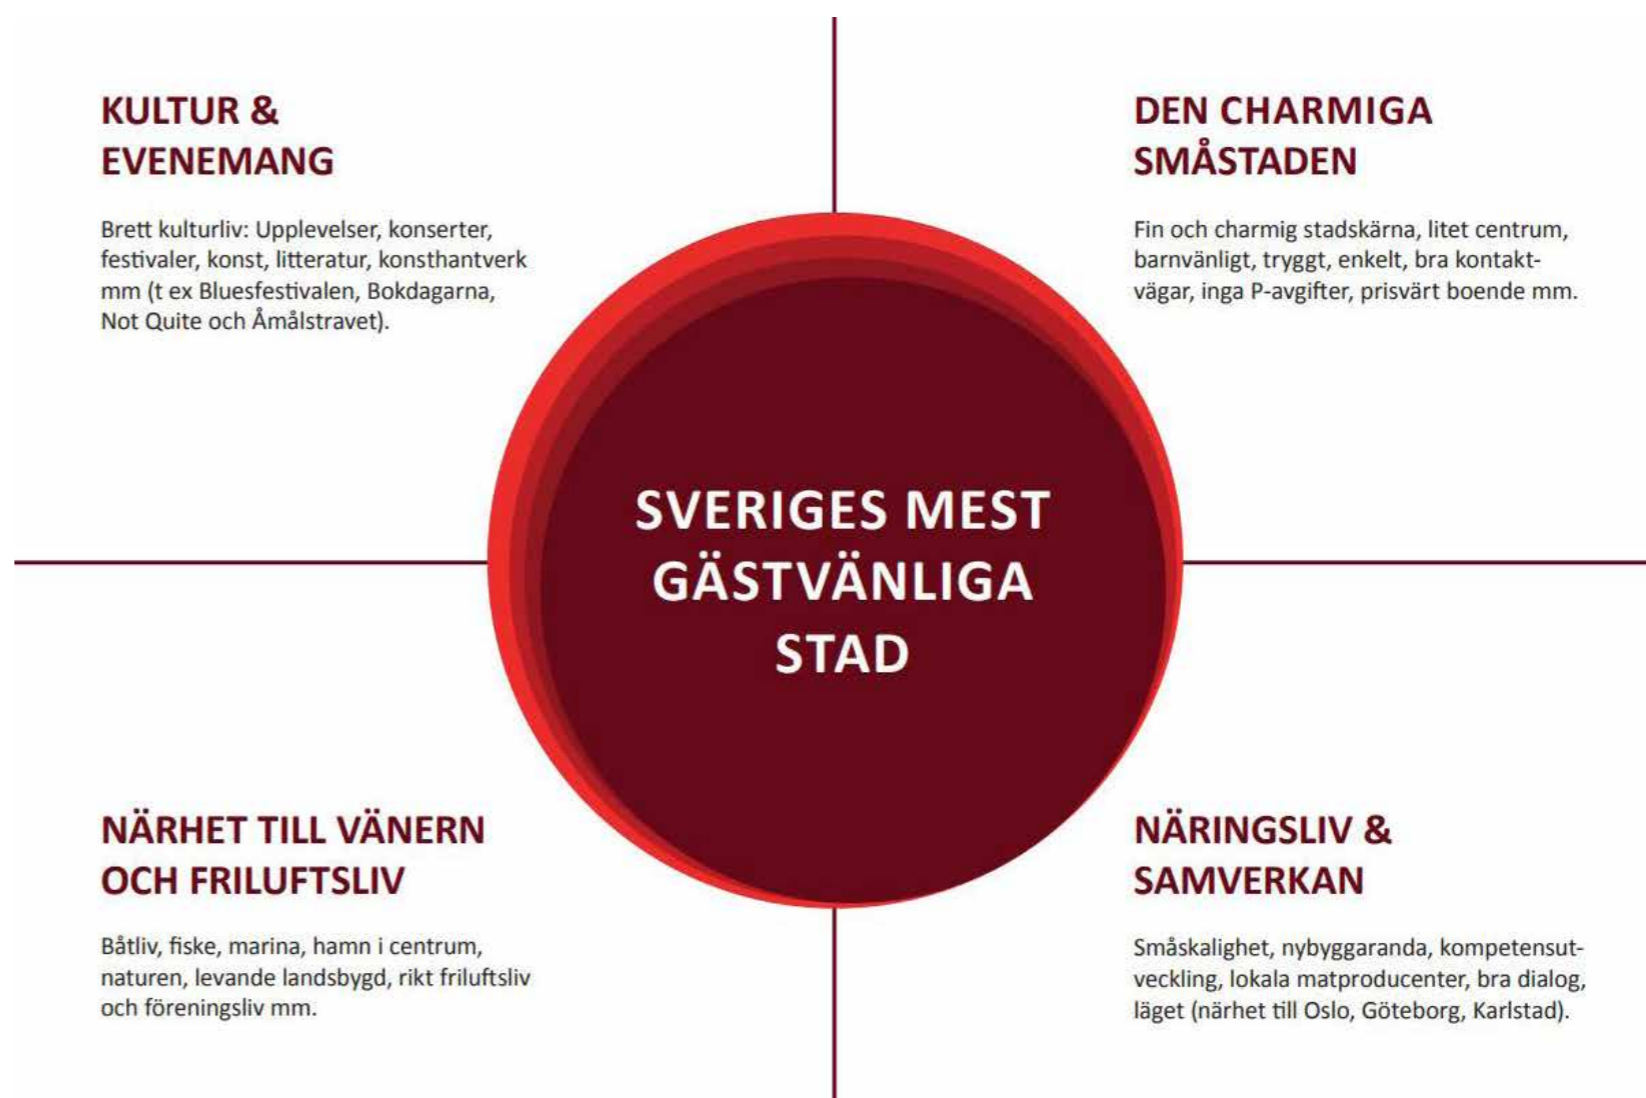 KULTUR &
EVENEMANG
Brett kulturliv: Upplevelser, konserter,
festivaler, konst, litteratur, konsthantverk
mm (t ex Bluesfestivalen, Bokdagarna,
Not Quite och Åmålstravet).
DEN CHARMIGA
SMÅSTADEN
Fin och charmig stadskärna, litet centrum,
barnvänligt, tryggt, enkelt, bra kontakt-
vägar, inga P-avgifter, prisvärt boende mm.
SVERIGES MEST
GÄSTVÄNLIGA
STAD
NÄRHET TILL VÄNERN
OCH FRILUFTSLIV
Båtliv, fiske, marina, hamn i centrum,
naturen, levande landsbygd, rikt friluftsliv
och föreningsliv mm.
NÄRINGSLIV &
SAMVERKAN
Småskalighet, nybyggaranda, kompetensut-
veckling, lokala matproducenter, bra dialog,
läget (närhet till Oslo, Göteborg, Karlstad).